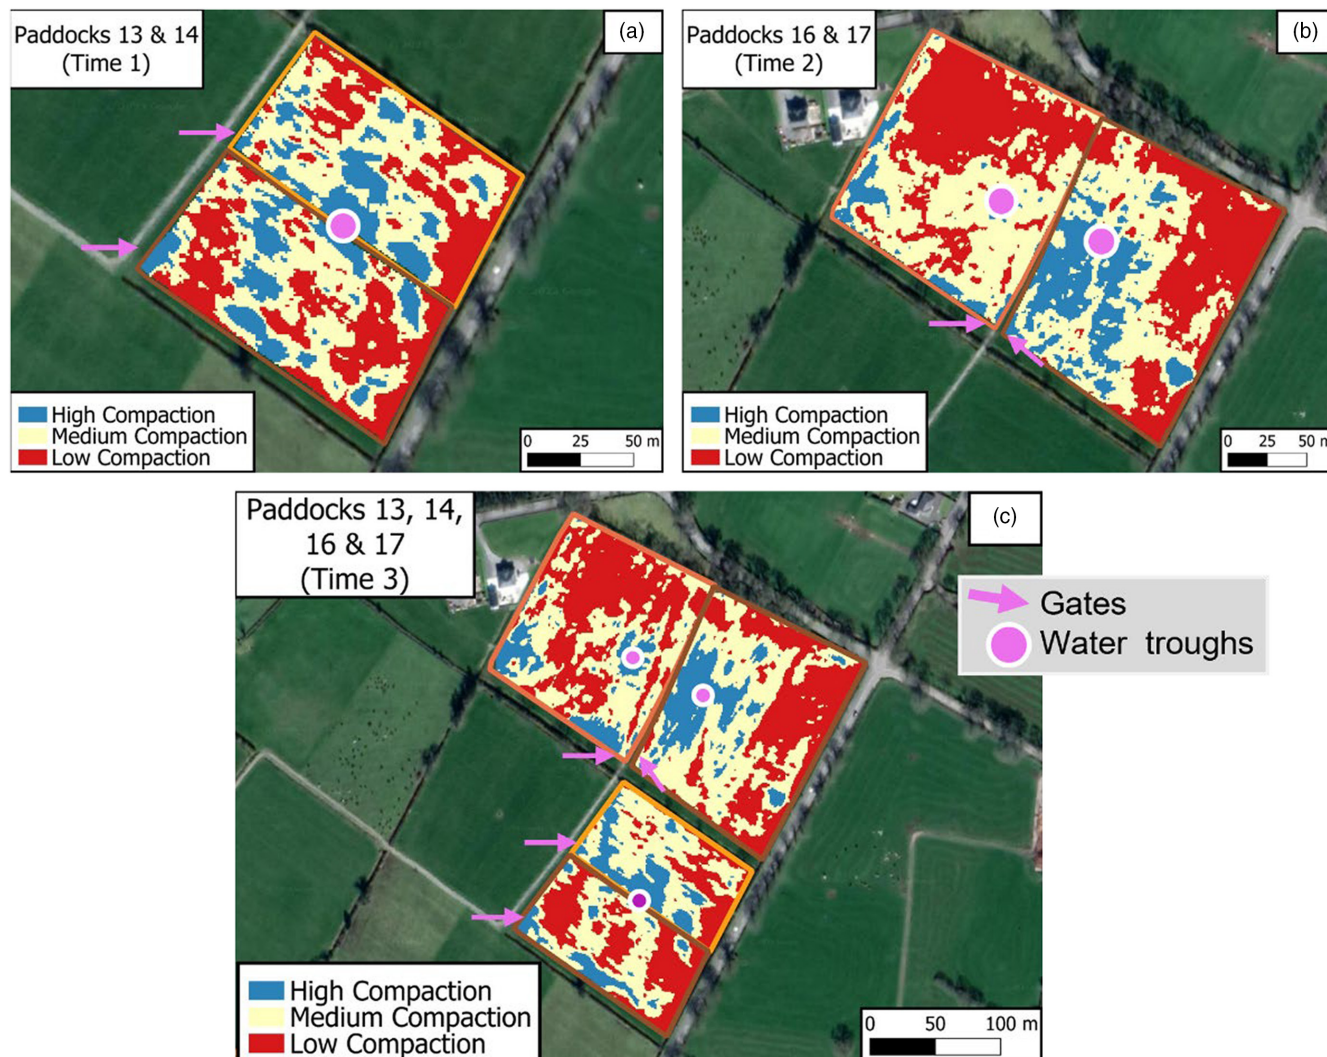 Paddocks 13 & 14
(Time 1)
(a)
High Compaction
Medium Compaction
Low Compaction
0 25 50 m
Paddocks 16 & 17
(Time 2)
(b)
High Compaction
Medium Compaction
Low Compaction
0 25 50 m
Paddocks 13, 14,
16 & 17
(Time 3)
(c)
Gates
Water troughs
High Compaction
Medium Compaction
Low Compaction
0 50 100 m